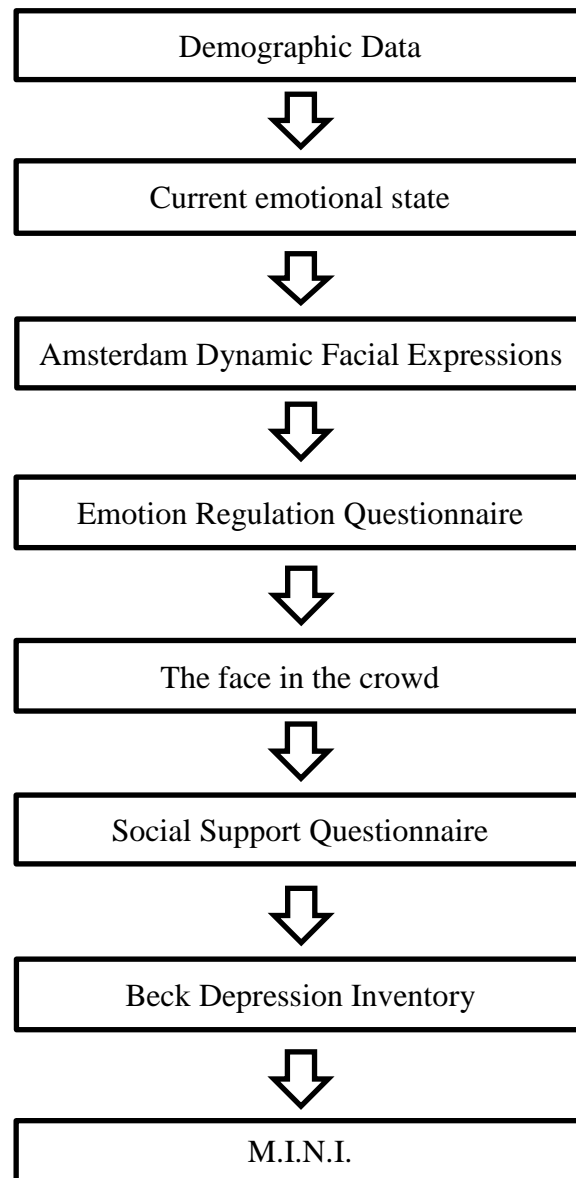 Demographic Data
Current emotional state
Amsterdam Dynamic Facial Expressions
Emotion Regulation Questionnaire
The face in the crowd
Social Support Questionnaire
Beck Depression Inventory
M.I.N.I.